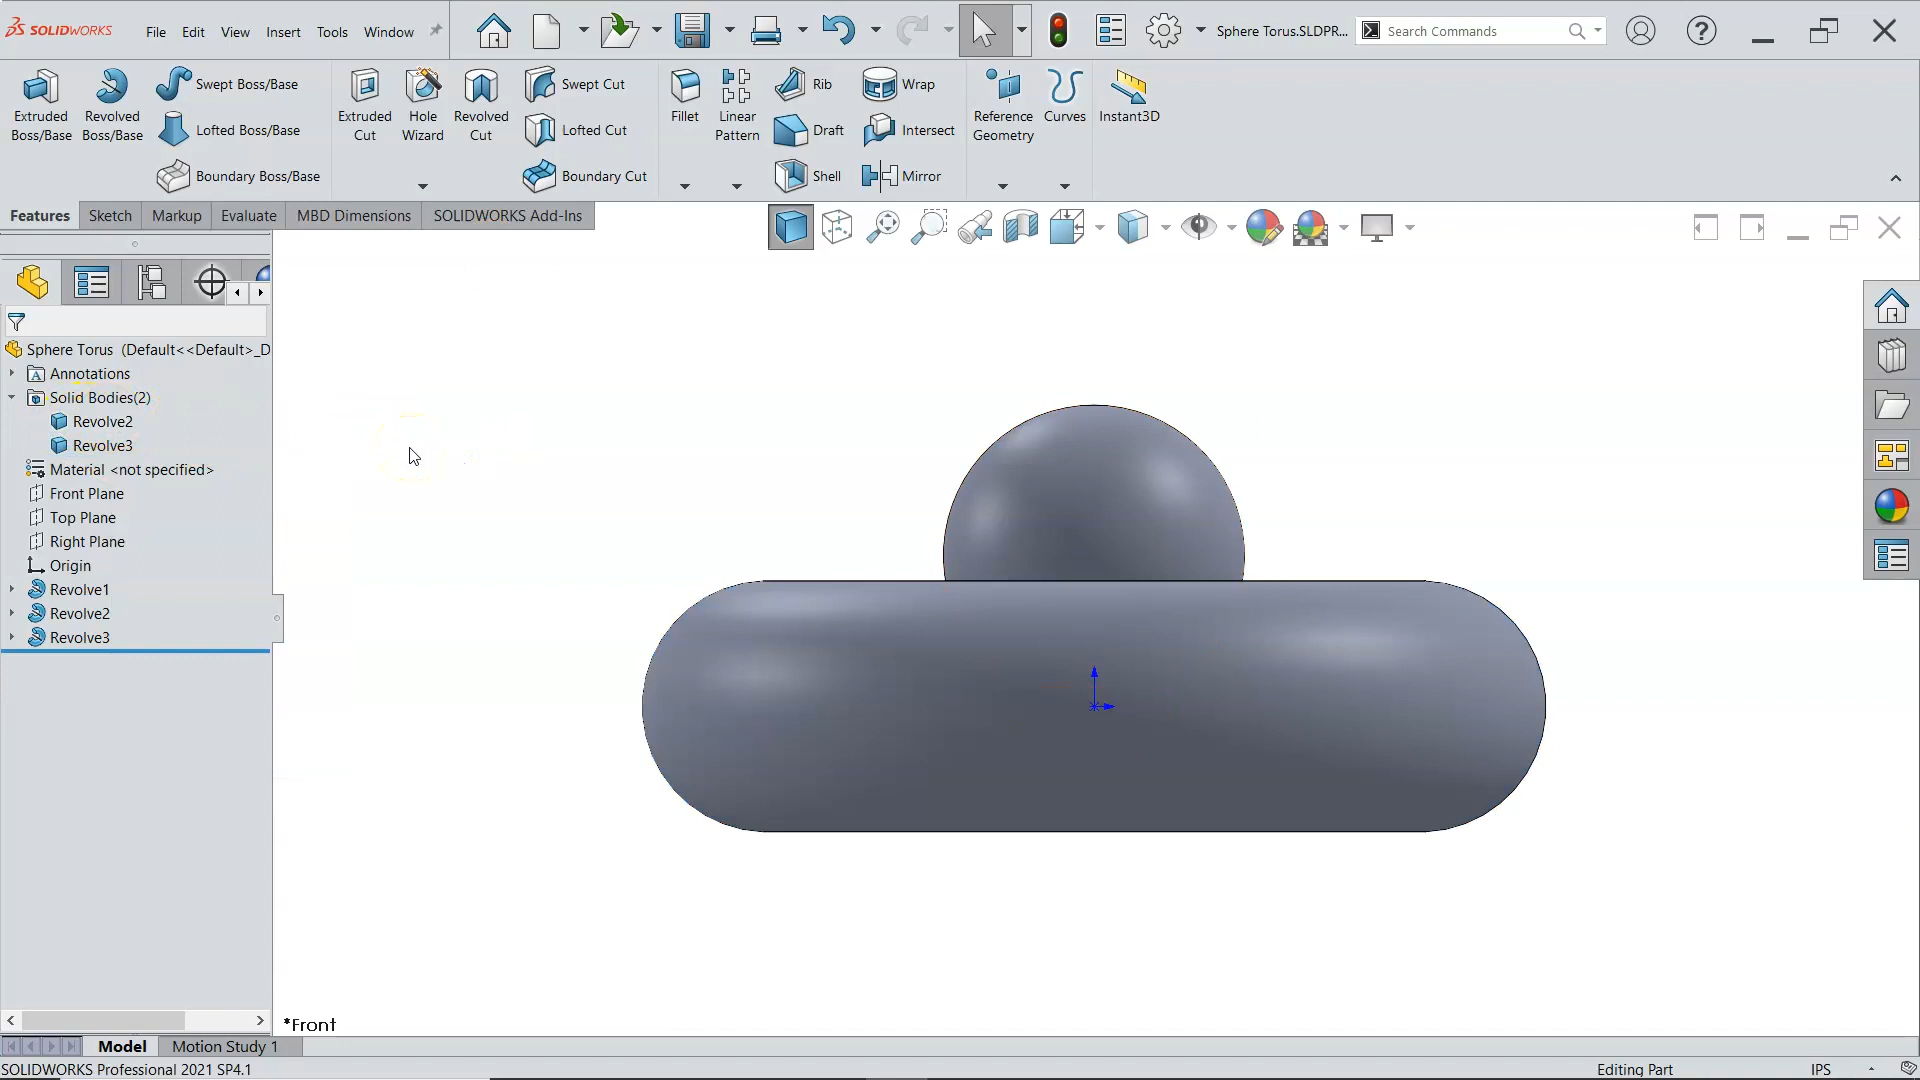 SOLIDWORKS File Edit View Insert Tools Window Sphere Torus.SLDPR... Search Commands
Extruded Boss/Base
Revolved Boss/Base
Swept Boss/Base
Lofted Boss/Base
Boundary Boss/Base
Extruded Cut
Hole Wizard
Revolved Cut
Swept Cut
Lofted Cut
Boundary Cut
Fillet
Linear Pattern
Rib
Draft
Shell
Wrap
Intersect
Mirror
Reference Geometry
Curves
Instant3D
Features Sketch Markup Evaluate MBD Dimensions SOLIDWORKS Add-Ins
Sphere Torus (Default<<Default>_D
A Annotations
Solid Bodies(2)
Revolve2
Revolve3
Material <not specified>
Front Plane
Top Plane
Right Plane
Origin
Revolve1
Revolve2
Revolve3
*Front
Model Motion Study 1
SOLIDWORKS Professional 2021 SP4.1 Editing Part IPS